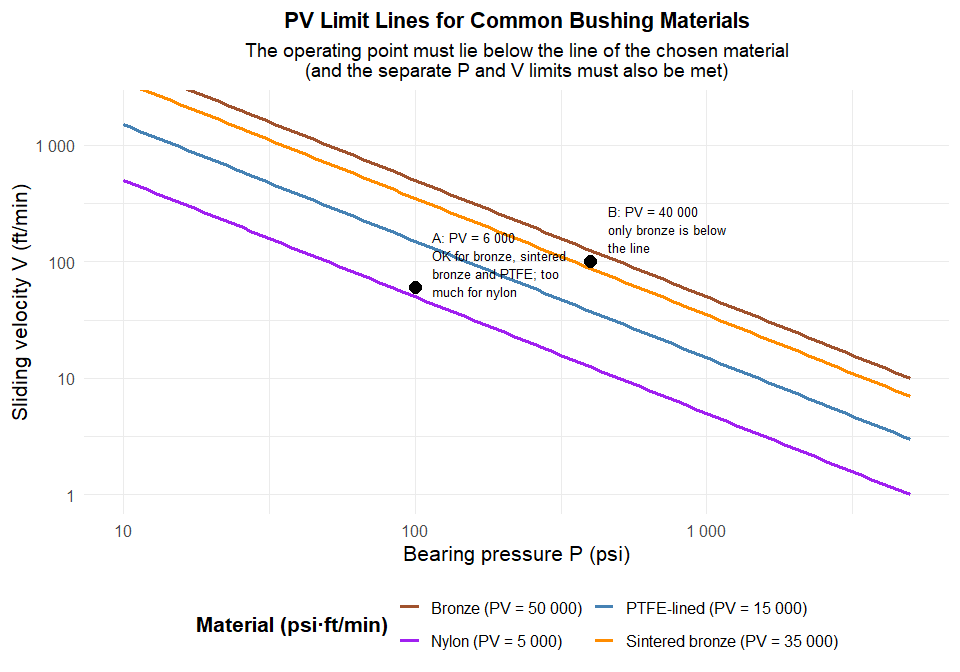 PV Limit Lines for Common Bushing Materials
The operating point must lie below the line of the chosen material
(and the separate P and V limits must also be met)
Sliding velocity V (ft/min)
1 000
100
10
1
A: PV = 6 000
OK for bronze, sintered
bronze and PTFE; too
much for nylon
B: PV = 40 000
only bronze is below
the line
10
100
1 000
Bearing pressure P (psi)
Material (psi·ft/min)
Bronze (PV = 50 000)
Nylon (PV = 5 000)
PTFE-lined (PV = 15 000)
Sintered bronze (PV = 35 000)